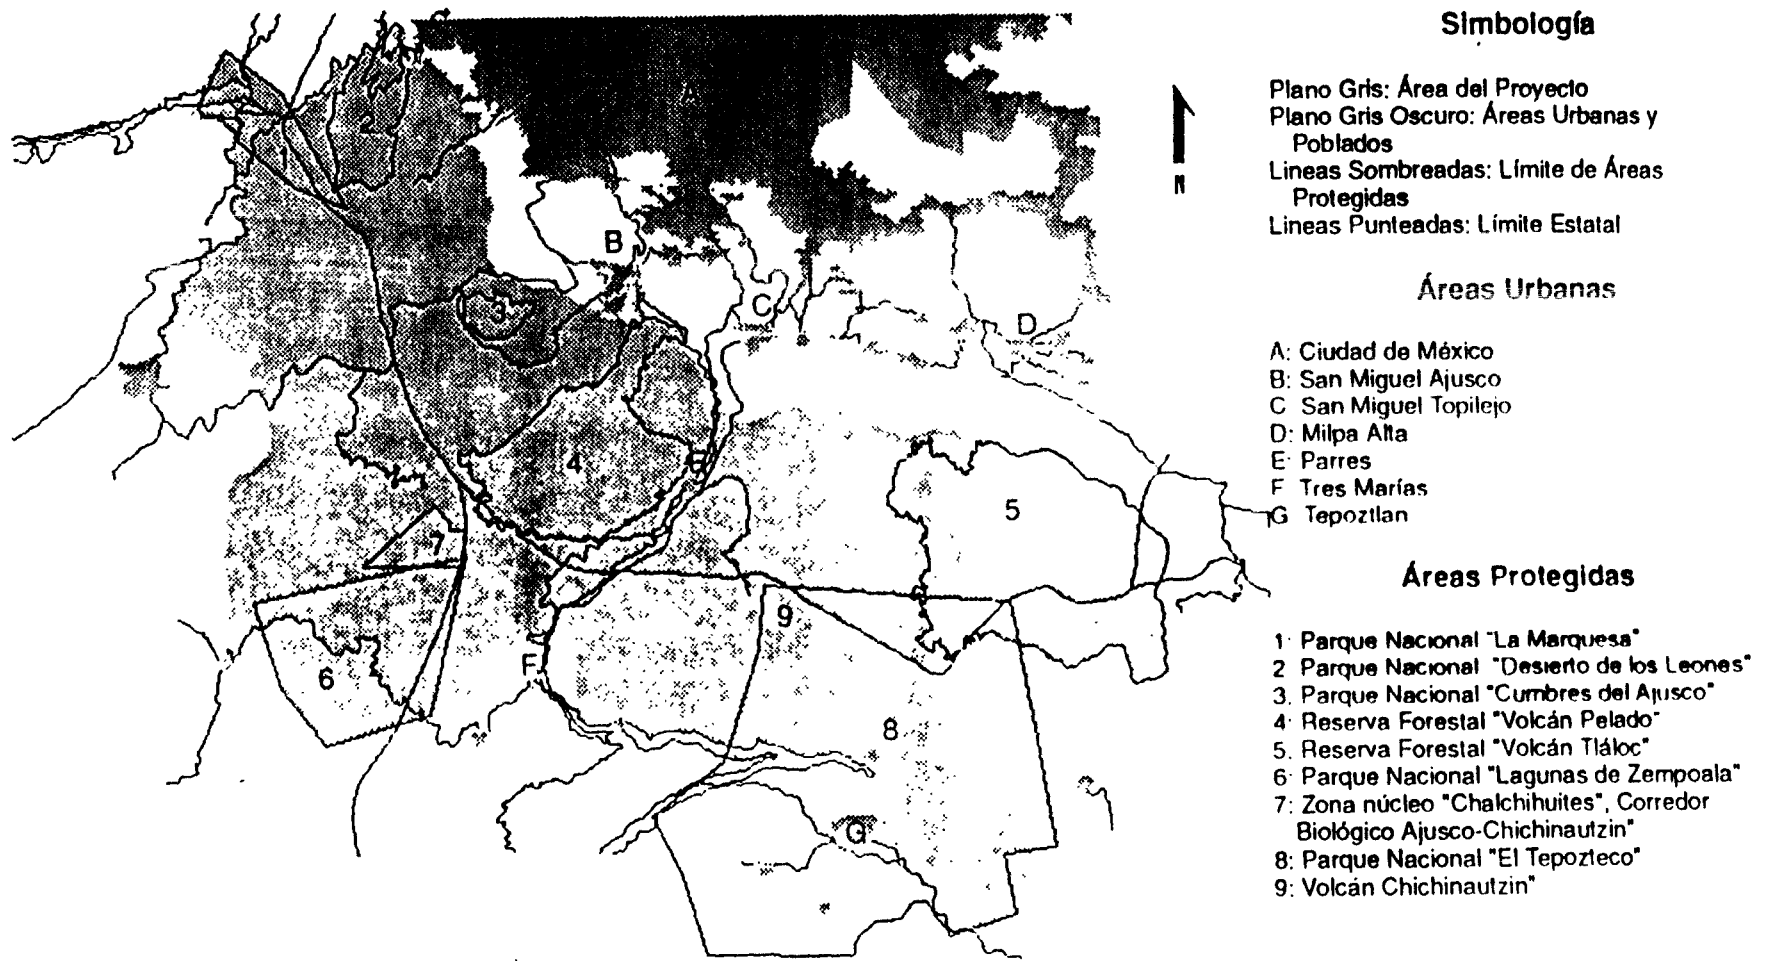 Simbología
Plano Gris: Área del Proyecto
Plano Gris Oscuro: Áreas Urbanas y
Poblados
Lineas Sombreadas: Límite de Áreas
Protegidas
Lineas Punteadas: Límite Estatal
N
Áreas Urbanas
A: Ciudad de México
B: San Miguel Ajusco
C San Miguel Topilejo
D: Milpa Alta
E Parres
F Tres Marías
G Tepoztlan
Áreas Protegidas
1: Parque Nacional "La Marquesa"
2 Parque Nacional "Desierto de los Leones"
3. Parque Nacional "Cumbres del Ajusco"
4: Reserva Forestal "Volcán Pelado"
5. Reserva Forestal "Volcán Tláloc"
6: Parque Nacional "Lagunas de Zempoala"
7: Zona núcleo "Chalchihuites", Corredor
Biológico Ajusco-Chichinautzin"
8: Parque Nacional "El Tepozteco"
9: Volcán Chichinautzin"
A
1
B
3
C
D
4
E
5
7
9
F
6
8
G